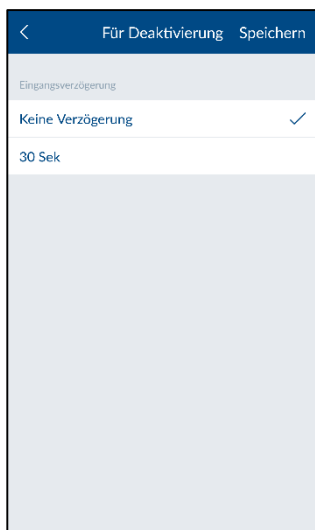 Für Deaktivierung Speichern
Eingangsverzögerung
Keine Verzögerung
30 Sek